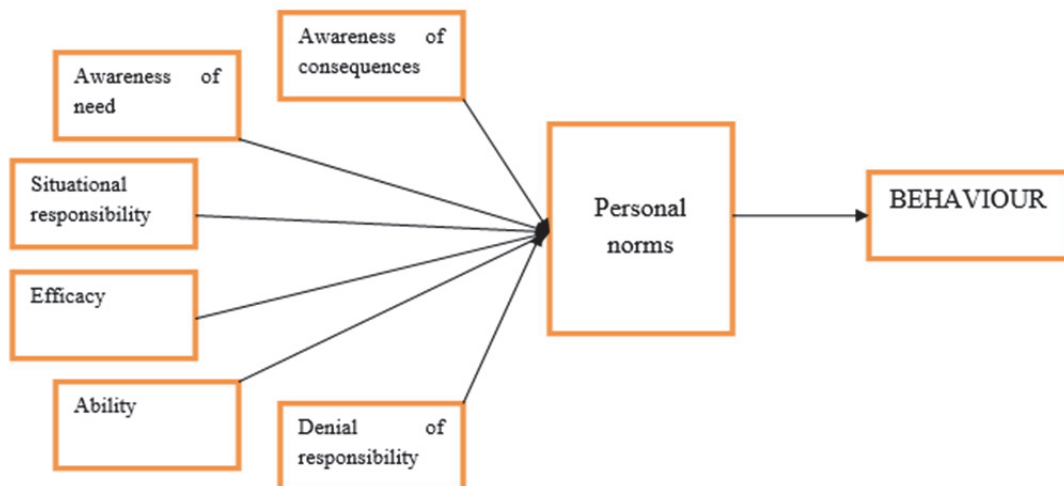 Awareness of
consequences
Awareness of
need
Situational
responsibility
Efficacy
Ability
Denial of
responsibility
Personal
norms
BEHAVIOUR